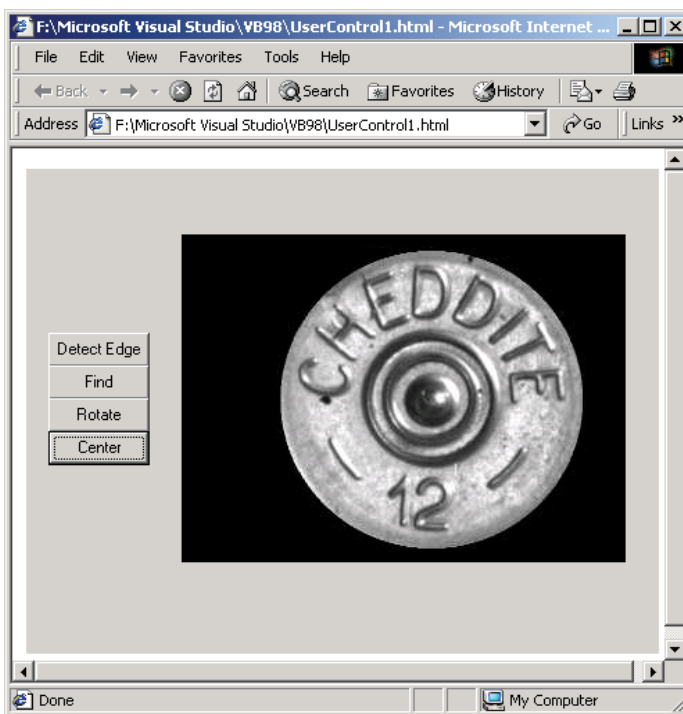 F:\Microsoft Visual Studio\VB98\UserControl1.html - Microsoft Internet ...
File Edit View Favorites Tools Help
Back Search Favorites History
Address F:\Microsoft Visual Studio\VB98\UserControl1.html Go Links »
CHEDDITE
Detect Edge
Find
Rotate
Center
12
Done My Computer